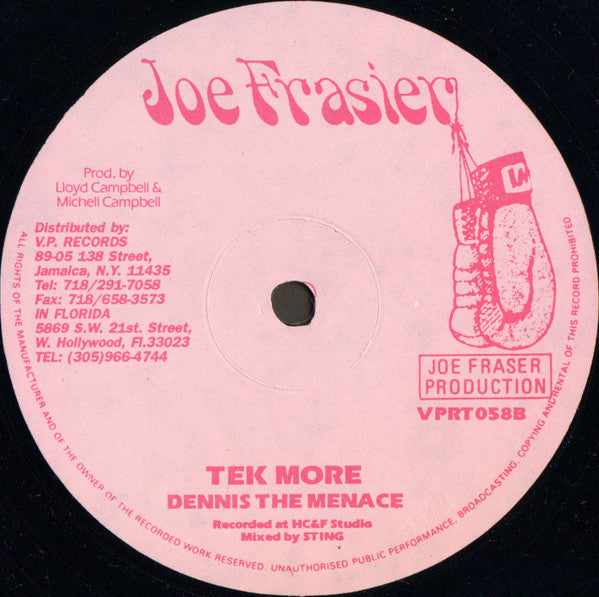 Joe Frasier
Prod. by
Lloyd Campbell &
Michell Campbell
Distributed by:
V.P. RECORDS
89-05 138 Street,
Jamaica, N.Y. 11435
Tel: 718/291-7058
Fax: 718/658-3573
IN FLORIDA
5869 S.W. 21st. Street,
W. Hollywood, Fl.33023
TEL: (305)966-4744
JOE FRASER
PRODUCTION
VPRT058B
TEK MORE
DENNIS THE MENACE
Recorded at HC&F Studio
Mixed by STING
ALL RIGHTS OF THE MANUFACTURER AND OF THE OWNER OF THE RECORDED WORK RESERVED. UNAUTHORISED PUBLIC PERFORMANCE, BROADCASTING, COPYING AND RENTAL OF THIS RECORD PROHIBITED